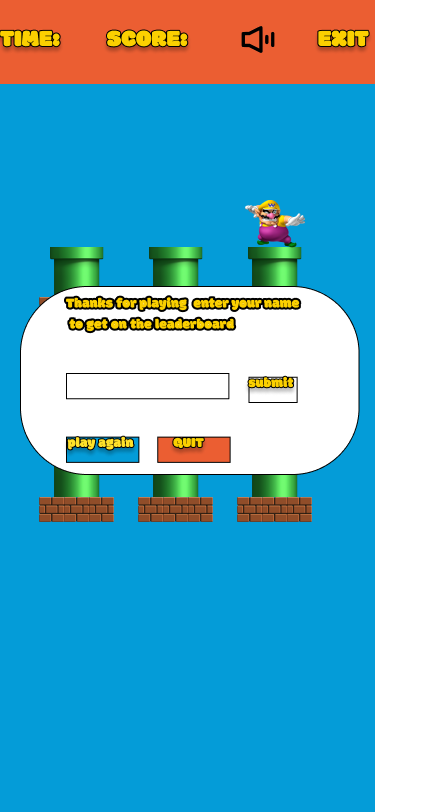 TIME: SCORE: EXIT
Thanks for playing enter your name
to get on the leaderboard
submit
play again QUIT